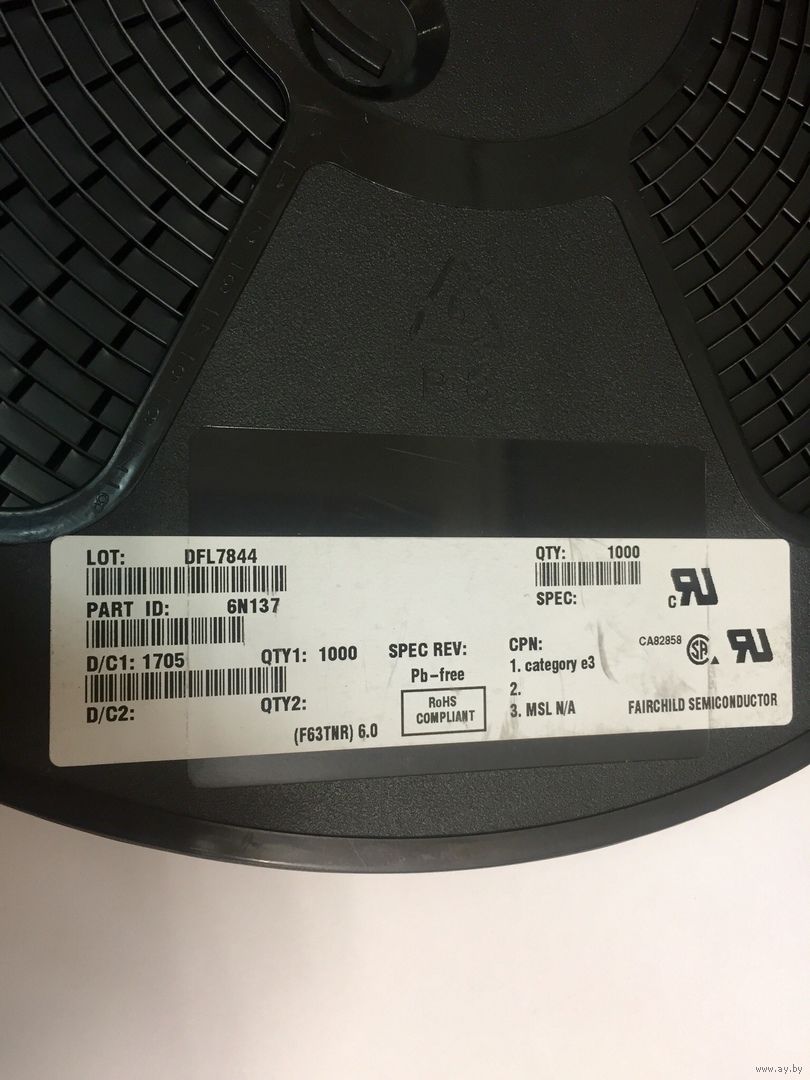 LOT: DFL7844
QTY: 1000
PART ID: 6N137
SPEC:
D/C1: 1705 QTY1: 1000
SPEC REV:
CPN:
Pb-free
1. category e3
CA82858
D/C2: QTY2:
RoHS
COMPLIANT
2.
3. MSL N/A
FAIRCHILD SEMICONDUCTOR
(F63TNR) 6.0
www.ay.by